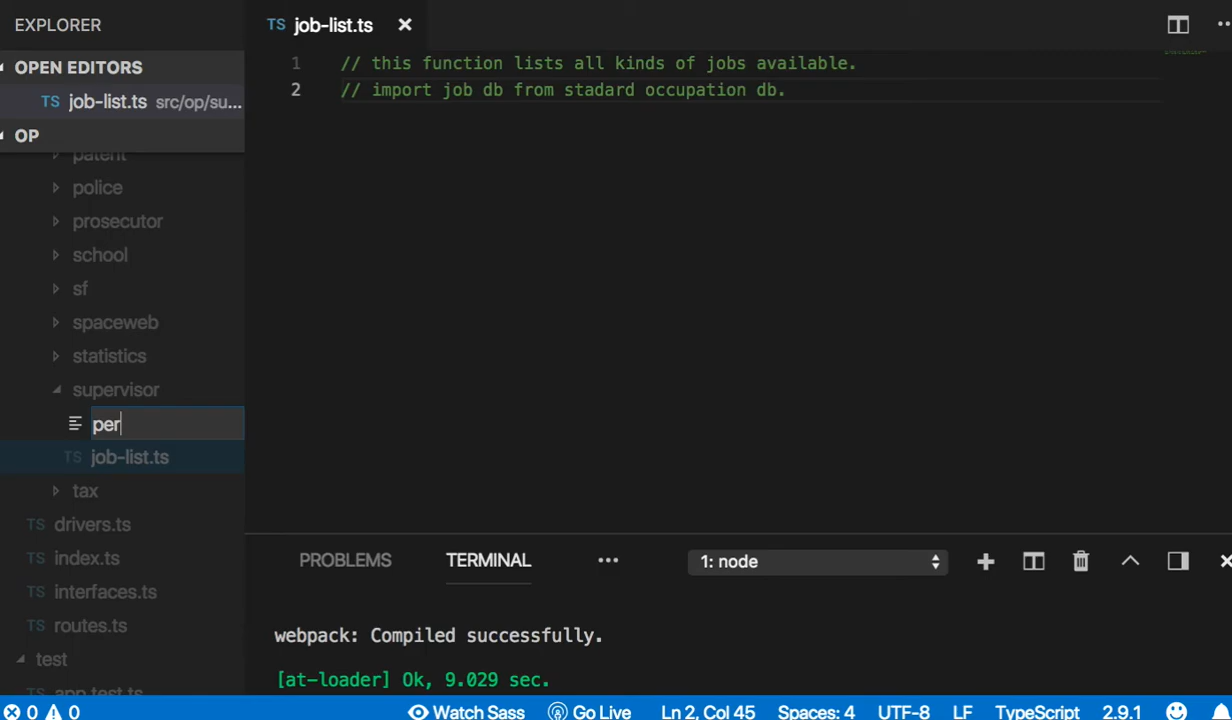 EXPLORER
OPEN EDITORS
TS job-list.ts src/op/su...
OP
patent
police
prosecutor
school
sf
spaceweb
statistics
supervisor
per
TS job-list.ts
tax
TS drivers.ts
TS index.ts
TS interfaces.ts
TS routes.ts
test
TS app.test.ts
TS job-list.ts
1 // this function lists all kinds of jobs available.
2 // import job db from stadard occupation db.
PROBLEMS TERMINAL ... 1: node
webpack: Compiled successfully.
[at-loader] Ok, 9.029 sec.
0 0 Watch Sass Go Live Ln 2, Col 45 Spaces: 4 UTF-8 LF TypeScript 2.9.1